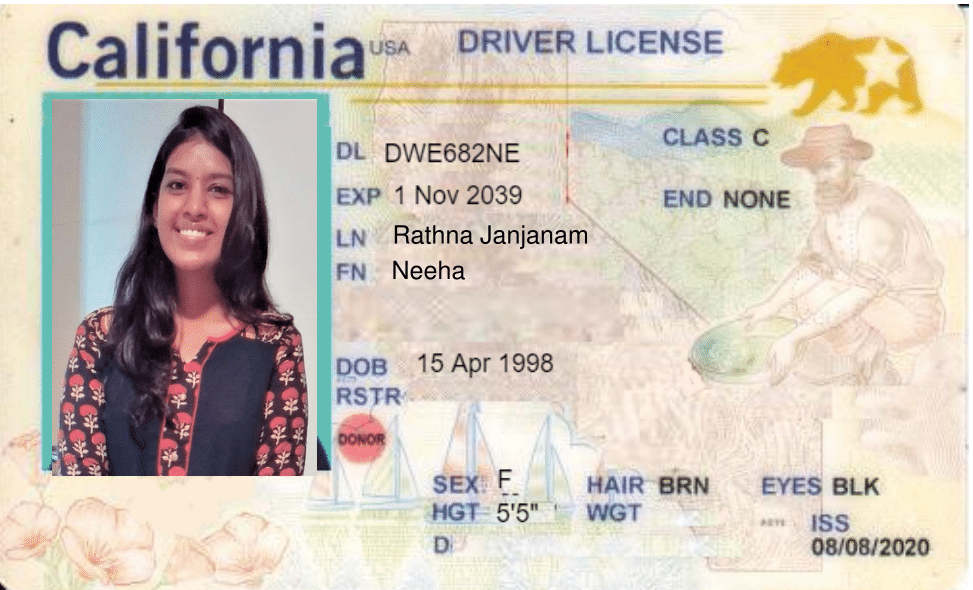 California USA DRIVER LICENSE
CLASS C
DL DWE682NE
EXP 1 Nov 2039
END NONE
LN Rathna Janjanam
FN Neeha
DOB 15 Apr 1998
RSTR
DONOR
SEX F HAIR BRN EYES BLK
HGT 5'5" WGT
ISS
D 08/08/2020